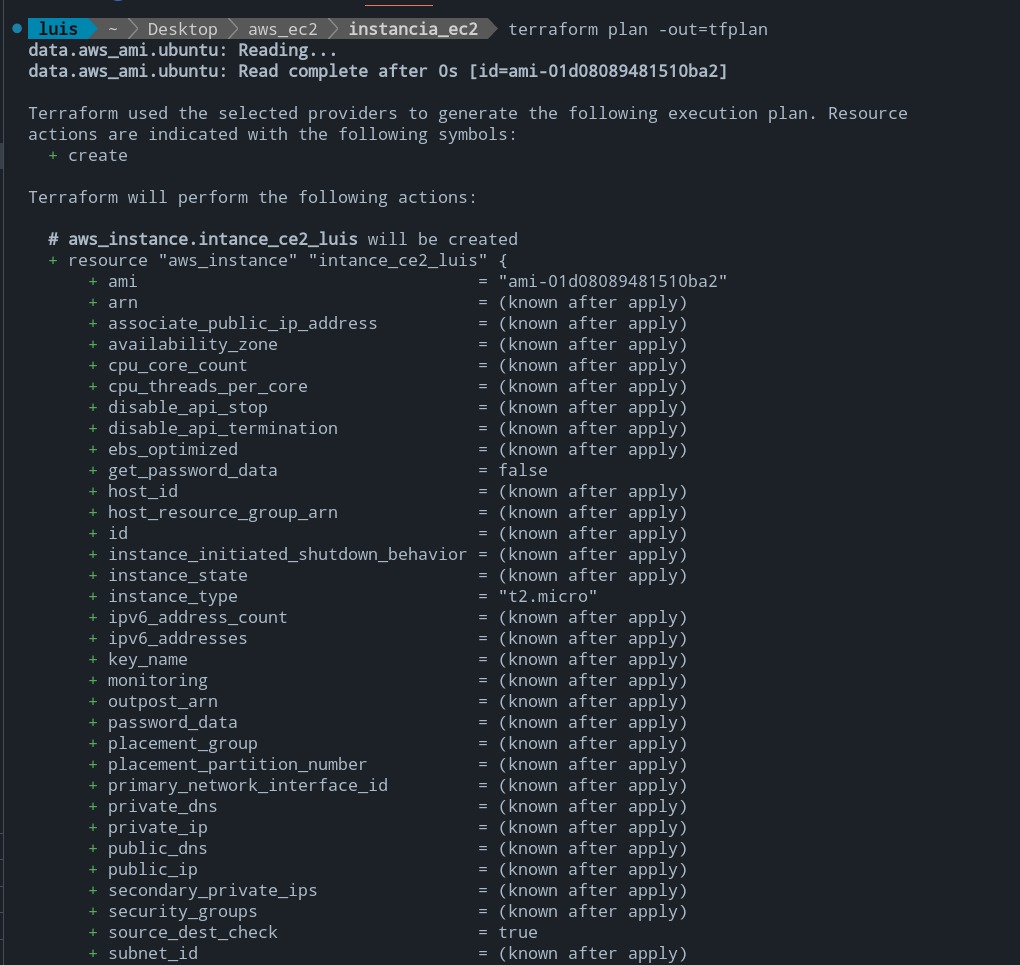 luis ~ Desktop aws_ec2 instancia_ec2 terraform plan -out=tfplan
data.aws_ami.ubuntu: Reading...
data.aws_ami.ubuntu: Read complete after 0s [id=ami-01d08089481510ba2]
Terraform used the selected providers to generate the following execution plan. Resource
actions are indicated with the following symbols:
+ create
Terraform will perform the following actions:
# aws_instance.intance_ce2_luis will be created
+ resource "aws_instance" "intance_ce2_luis" {
+ ami = "ami-01d08089481510ba2"
+ arn = (known after apply)
+ associate_public_ip_address = (known after apply)
+ availability_zone = (known after apply)
+ cpu_core_count = (known after apply)
+ cpu_threads_per_core = (known after apply)
+ disable_api_stop = (known after apply)
+ disable_api_termination = (known after apply)
+ ebs_optimized = (known after apply)
+ get_password_data = false
+ host_id = (known after apply)
+ host_resource_group_arn = (known after apply)
+ id = (known after apply)
+ instance_initiated_shutdown_behavior = (known after apply)
+ instance_state = (known after apply)
+ instance_type = "t2.micro"
+ ipv6_address_count = (known after apply)
+ ipv6_addresses = (known after apply)
+ key_name = (known after apply)
+ monitoring = (known after apply)
+ outpost_arn = (known after apply)
+ password_data = (known after apply)
+ placement_group = (known after apply)
+ placement_partition_number = (known after apply)
+ primary_network_interface_id = (known after apply)
+ private_dns = (known after apply)
+ private_ip = (known after apply)
+ public_dns = (known after apply)
+ public_ip = (known after apply)
+ secondary_private_ips = (known after apply)
+ security_groups = (known after apply)
+ source_dest_check = true
+ subnet_id = (known after apply)